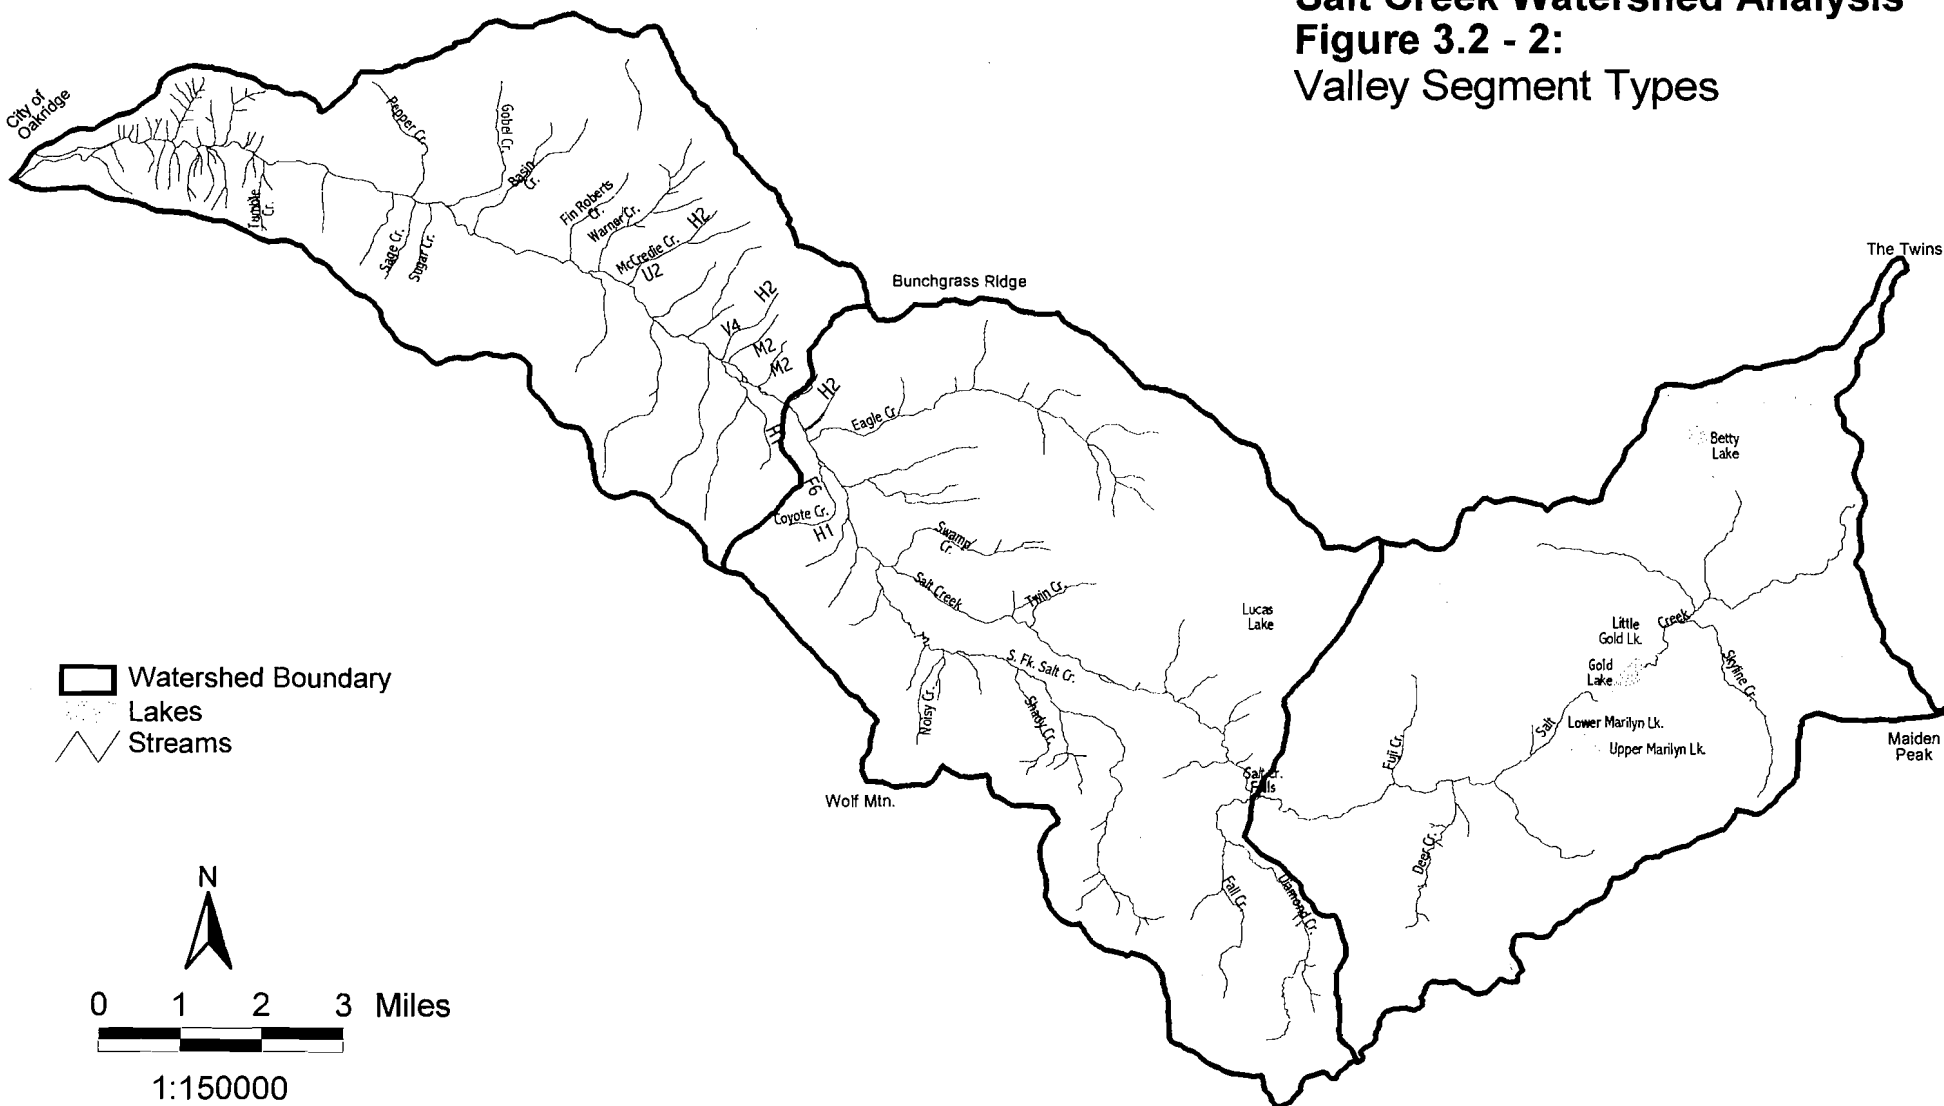 Salt Creek Watershed Analysis
Figure 3.2 - 2:
Valley Segment Types
City of
Oakridge
Pepper Cr.
Gobel Cr.
Basin
Cr.
Tumble
Cr.
Sage Cr.
Sugar Cr.
Fin Roberts
Cr.
Warner Cr.
H2
McCredie Cr.
U2
H2
V4
M2
M2
H2
H1
Bunchgrass Ridge
The Twins
Eagle Cr.
Betty
Lake
F6
Coyote Cr.
H1
Swamp
Cr.
Salt Creek
Twin Cr.
Lucas
Lake
Little
Gold Lk.
Creek
Gold
Lake
Skyline Cr.
S. Fk. Salt Cr.
Noisy Cr.
Shady Cr.
Salt
Lower Marilyn Lk.
Upper Marilyn Lk.
Fuji Cr.
Maiden
Peak
Salt Cr.
Falls
Wolf Mtn.
Deer Cr.
Fall Cr.
Diamond Cr.
Watershed Boundary
Lakes
Streams
N
0 1 2 3 Miles
1:150000